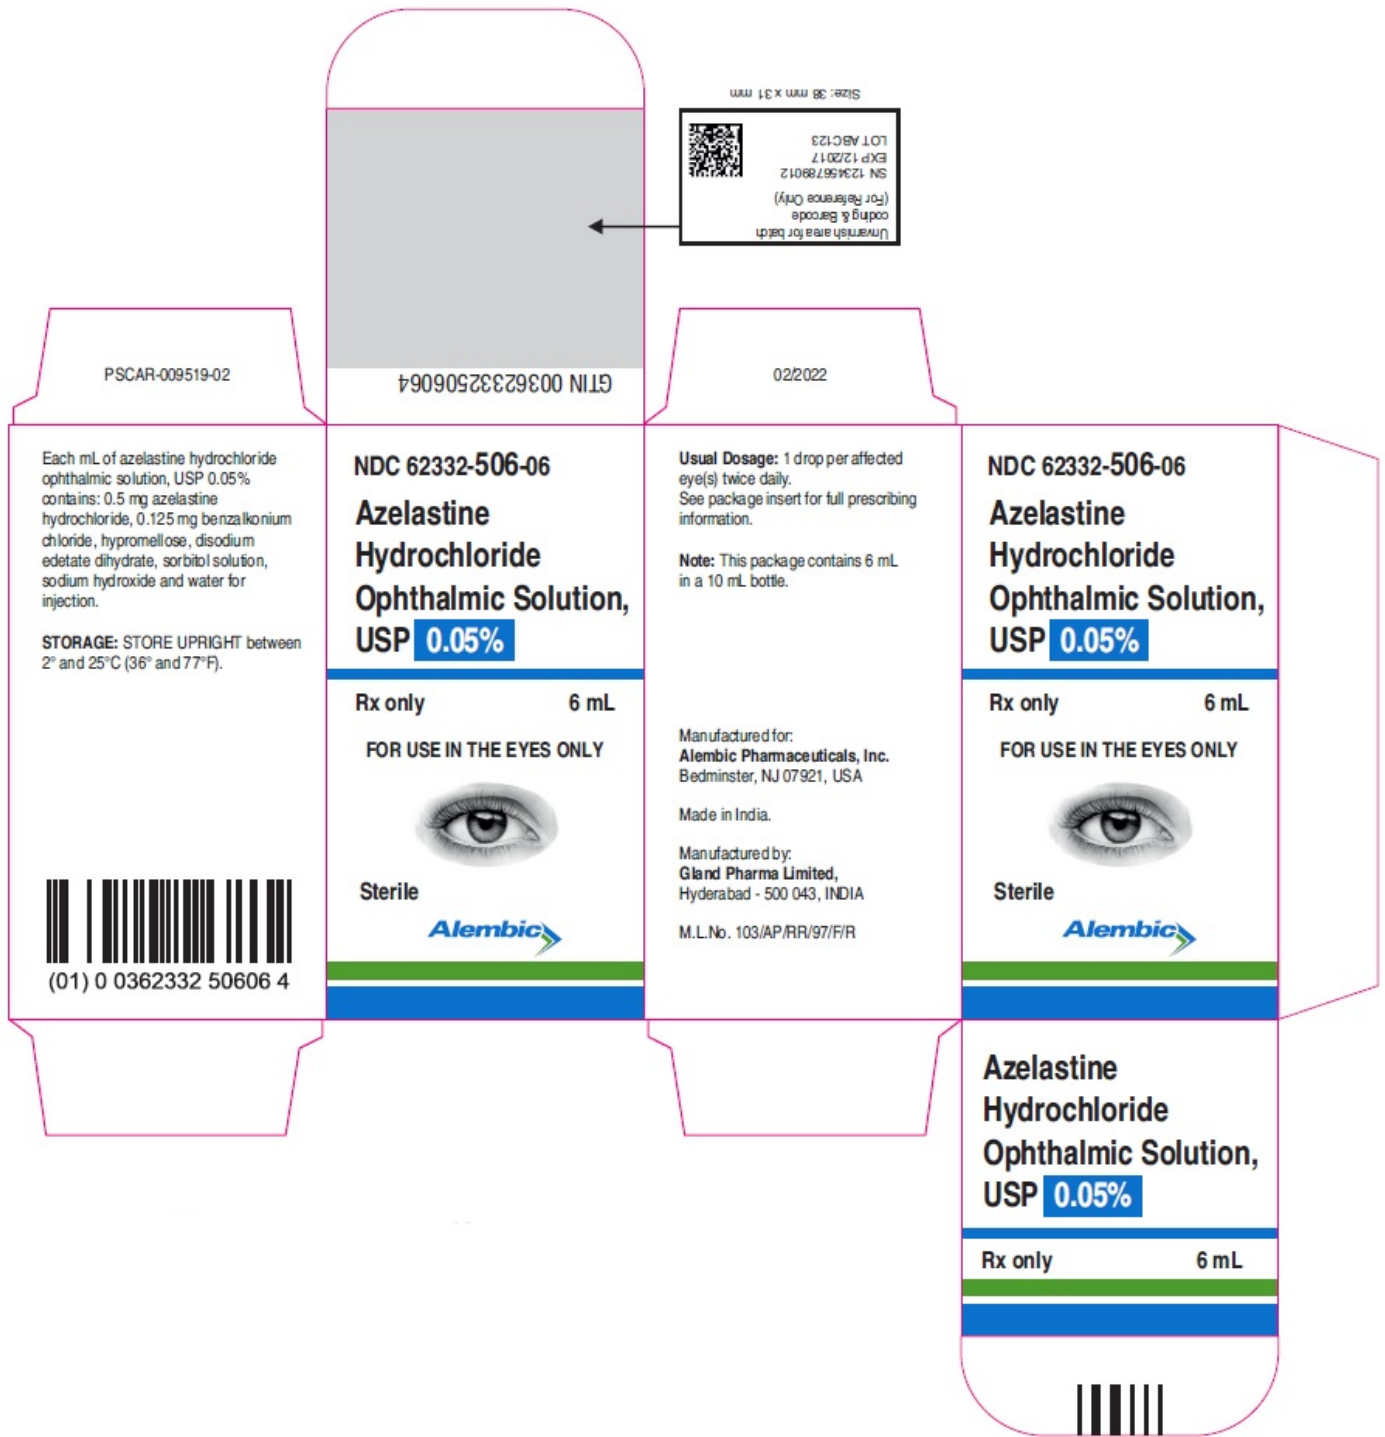 Size: 38 mm x 31 mm
Unvarnish area for batch
coding & Barcode
(For Reference Only)
SN 123456789012
EXP 12/2017
LOT ABC123
GTIN 00362332506064
PSCAR-009519-02
02/2022
Each mL of azelastine hydrochloride
ophthalmic solution, USP 0.05%
contains: 0.5 mg azelastine
hydrochloride, 0.125 mg benzalkonium
chloride, hypromellose, disodium
edetate dihydrate, sorbitol solution,
sodium hydroxide and water for
injection.
STORAGE: STORE UPRIGHT between
2° and 25°C (36° and 77°F).
(01) 0 0362332 50606 4
NDC 62332-506-06
Azelastine
Hydrochloride
Ophthalmic Solution,
USP 0.05%
Rx only 6 mL
FOR USE IN THE EYES ONLY
Sterile
Alembic
Usual Dosage: 1 drop per affected
eye(s) twice daily.
See package insert for full prescribing
information.
Note: This package contains 6 mL
in a 10 mL bottle.
Manufactured for:
Alembic Pharmaceuticals, Inc.
Bedminster, NJ 07921, USA
Made in India.
Manufactured by:
Gland Pharma Limited,
Hyderabad - 500 043, INDIA
M.L.No. 103/AP/RR/97/F/R
NDC 62332-506-06
Azelastine
Hydrochloride
Ophthalmic Solution,
USP 0.05%
Rx only 6 mL
FOR USE IN THE EYES ONLY
Sterile
Alembic
Azelastine
Hydrochloride
Ophthalmic Solution,
USP 0.05%
Rx only 6 mL